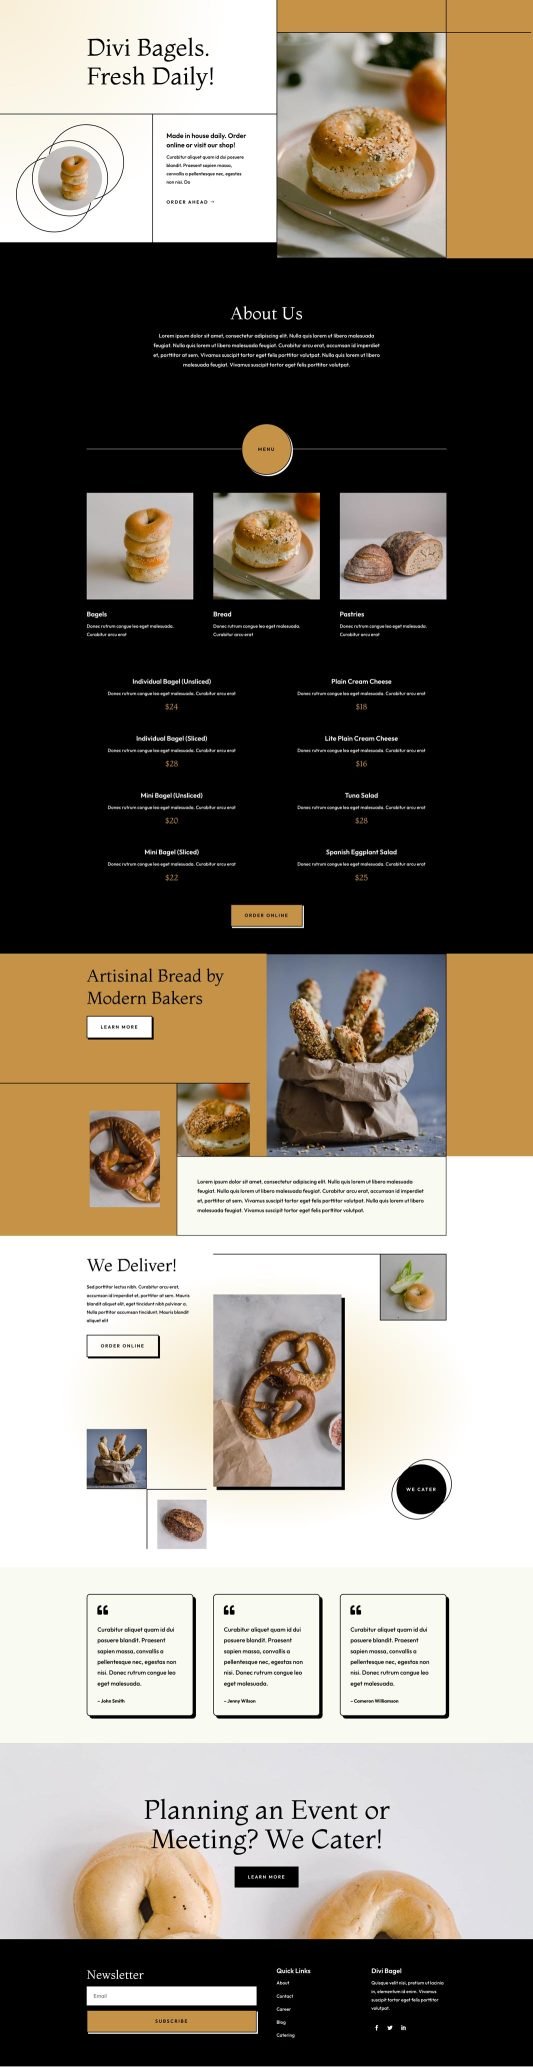 Divi Bagels.
Fresh Daily!
Made in house daily. Order
online or visit our shop!
Curabitur aliquet quam id dui posuere
blandit. Praesent sapien massa,
convallis a pellentesque nec, egestas
non nisi. Do
ORDER AHEAD →
About Us
Lorem ipsum dolor sit amet, consectetur adipiscing elit. Nulla quis lorem ut libero malesuada
feugiat. Nulla quis lorem ut libero malesuada feugiat. Curabitur arcu erat, accumsan id imperdiet
et, porttitor at sem. Vivamus suscipit tortor eget felis porttitor volutpat. Nulla quis lorem ut libero
malesuada feugiat. Vivamus suscipit tortor eget felis porttitor volutpat.
MENU
Bagels
Donec rutrum congue leo eget malesuada.
Curabitur arcu erat
Bread
Donec rutrum congue leo eget malesuada.
Curabitur arcu erat
Pastries
Donec rutrum congue leo eget malesuada.
Curabitur arcu erat
Individual Bagel (Unsliced)
Donec rutrum congue leo eget malesuada. Curabitur arcu erat
$24
Plain Cream Cheese
Donec rutrum congue leo eget malesuada. Curabitur arcu erat
$18
Individual Bagel (Sliced)
Donec rutrum congue leo eget malesuada. Curabitur arcu erat
$28
Lite Plain Cream Cheese
Donec rutrum congue leo eget malesuada. Curabitur arcu erat
$16
Mini Bagel (Unsliced)
Donec rutrum congue leo eget malesuada. Curabitur arcu erat
$20
Tuna Salad
Donec rutrum congue leo eget malesuada. Curabitur arcu erat
$28
Mini Bagel (Sliced)
Donec rutrum congue leo eget malesuada. Curabitur arcu erat
$22
Spanish Eggplant Salad
Donec rutrum congue leo eget malesuada. Curabitur arcu erat
$25
ORDER ONLINE
Artisinal Bread by
Modern Bakers
LEARN MORE
Lorem ipsum dolor sit amet, consectetur adipiscing elit. Nulla quis lorem ut libero malesuada
feugiat. Nulla quis lorem ut libero malesuada feugiat. Curabitur arcu erat, accumsan id imperdiet
et, porttitor at sem. Vivamus suscipit tortor eget felis porttitor volutpat. Nulla quis lorem ut libero
malesuada feugiat. Vivamus suscipit tortor eget felis porttitor volutpat.
We Deliver!
Sed porttitor lectus nibh. Curabitur arcu erat,
accumsan id imperdiet et, porttitor at sem. Mauris
blandit aliquet elit, eget tincidunt nibh pulvinar a.
Nulla porttitor accumsan tincidunt. Mauris blandit
aliquet elit
ORDER ONLINE
WE CATER
Curabitur aliquet quam id dui
posuere blandit. Praesent
sapien massa, convallis a
pellentesque nec, egestas non
nisi. Donec rutrum congue leo
eget malesuada.
– John Smith
Curabitur aliquet quam id dui
posuere blandit. Praesent
sapien massa, convallis a
pellentesque nec, egestas non
nisi. Donec rutrum congue leo
eget malesuada.
– Jenny Wilson
Curabitur aliquet quam id dui
posuere blandit. Praesent
sapien massa, convallis a
pellentesque nec, egestas non
nisi. Donec rutrum congue leo
eget malesuada.
– Cameron Williamson
Planning an Event or
Meeting? We Cater!
LEARN MORE
Newsletter
Email
SUBSCRIBE
Quick Links
About
Contact
Career
Blog
Catering
Divi Bagel
Quisque velit nisi, pretium ut lacinia
in, elementum id enim. Vivamus
suscipit tortor eget felis porttitor
volutpat.